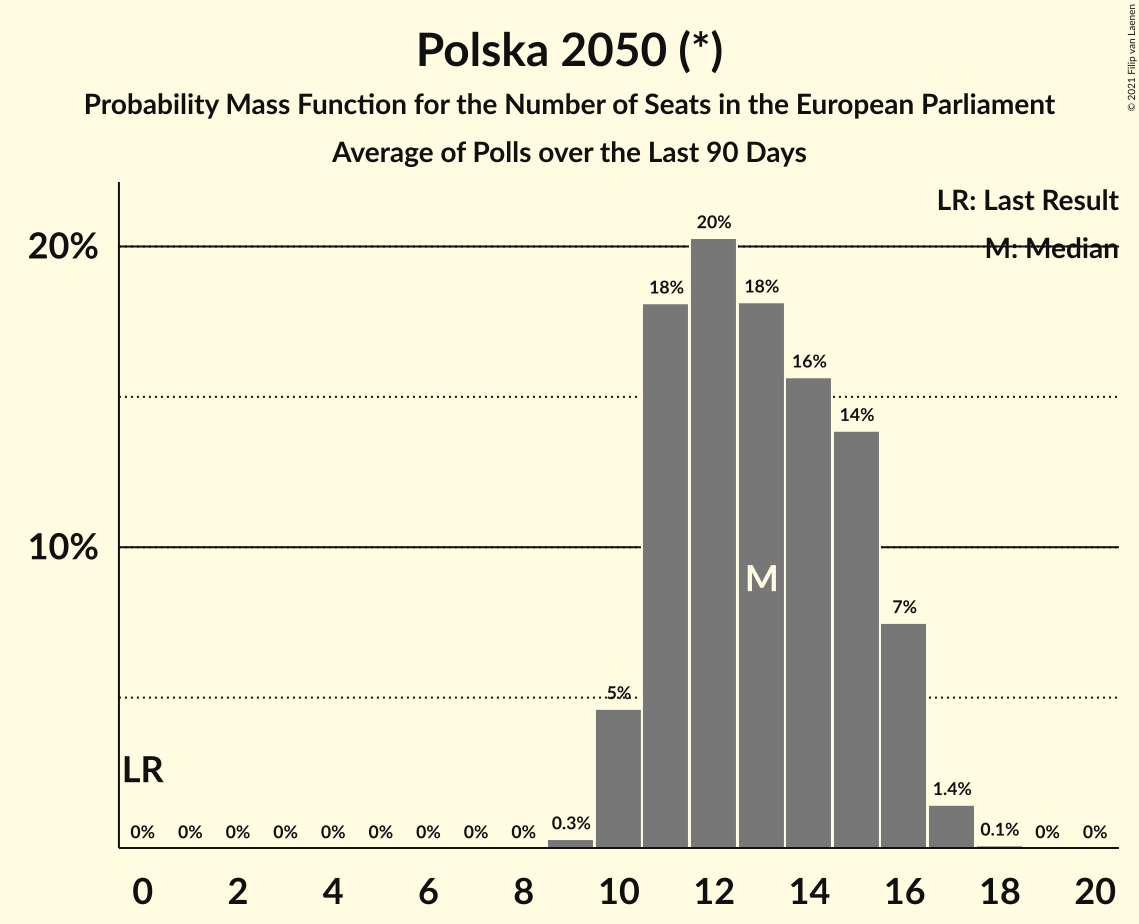 Polska 2050 (*)
Probability Mass Function for the Number of Seats in the European Parliament
Average of Polls over the Last 90 Days
© 2021 Filip van Laenen
LR: Last Result
M: Median
20%
10%
20%
18%
18%
16%
14%
7%
5%
1.4%
0.3%
0.1%
M
LR
0% 0% 0% 0% 0% 0% 0% 0% 0% 0% 0%
0 2 4 6 8 10 12 14 16 18 20